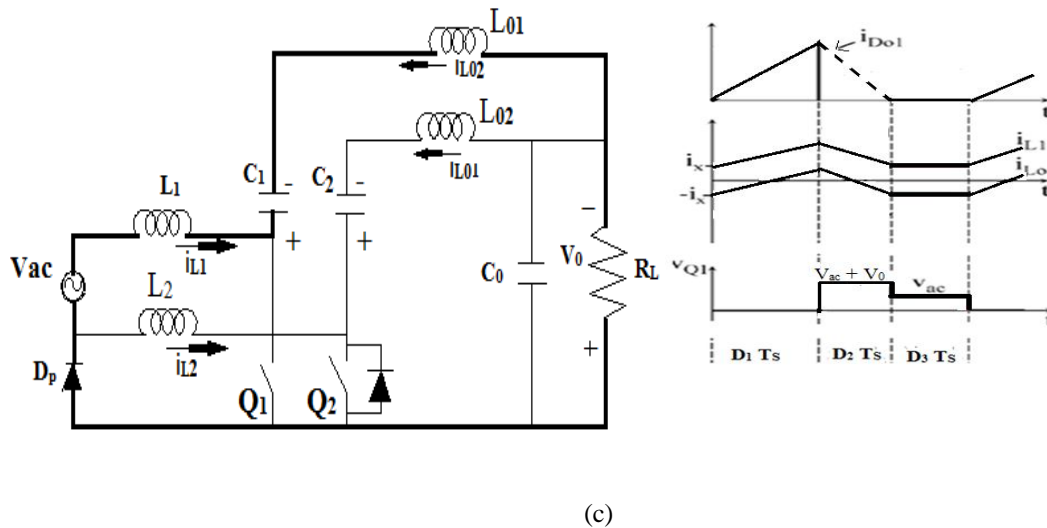 L01
iL02
L02
iL01
C1 - C2 -
L1
+ +
iL1
Vac
L2
iL2
Dp
Q1 Q2
C0
-
V0 RL
+
iDo1
t
ix
iL1
iLo
-ix
t
vQ1
Vac + V0
vac
t
D1 Ts D2 Ts D3 Ts
(c)